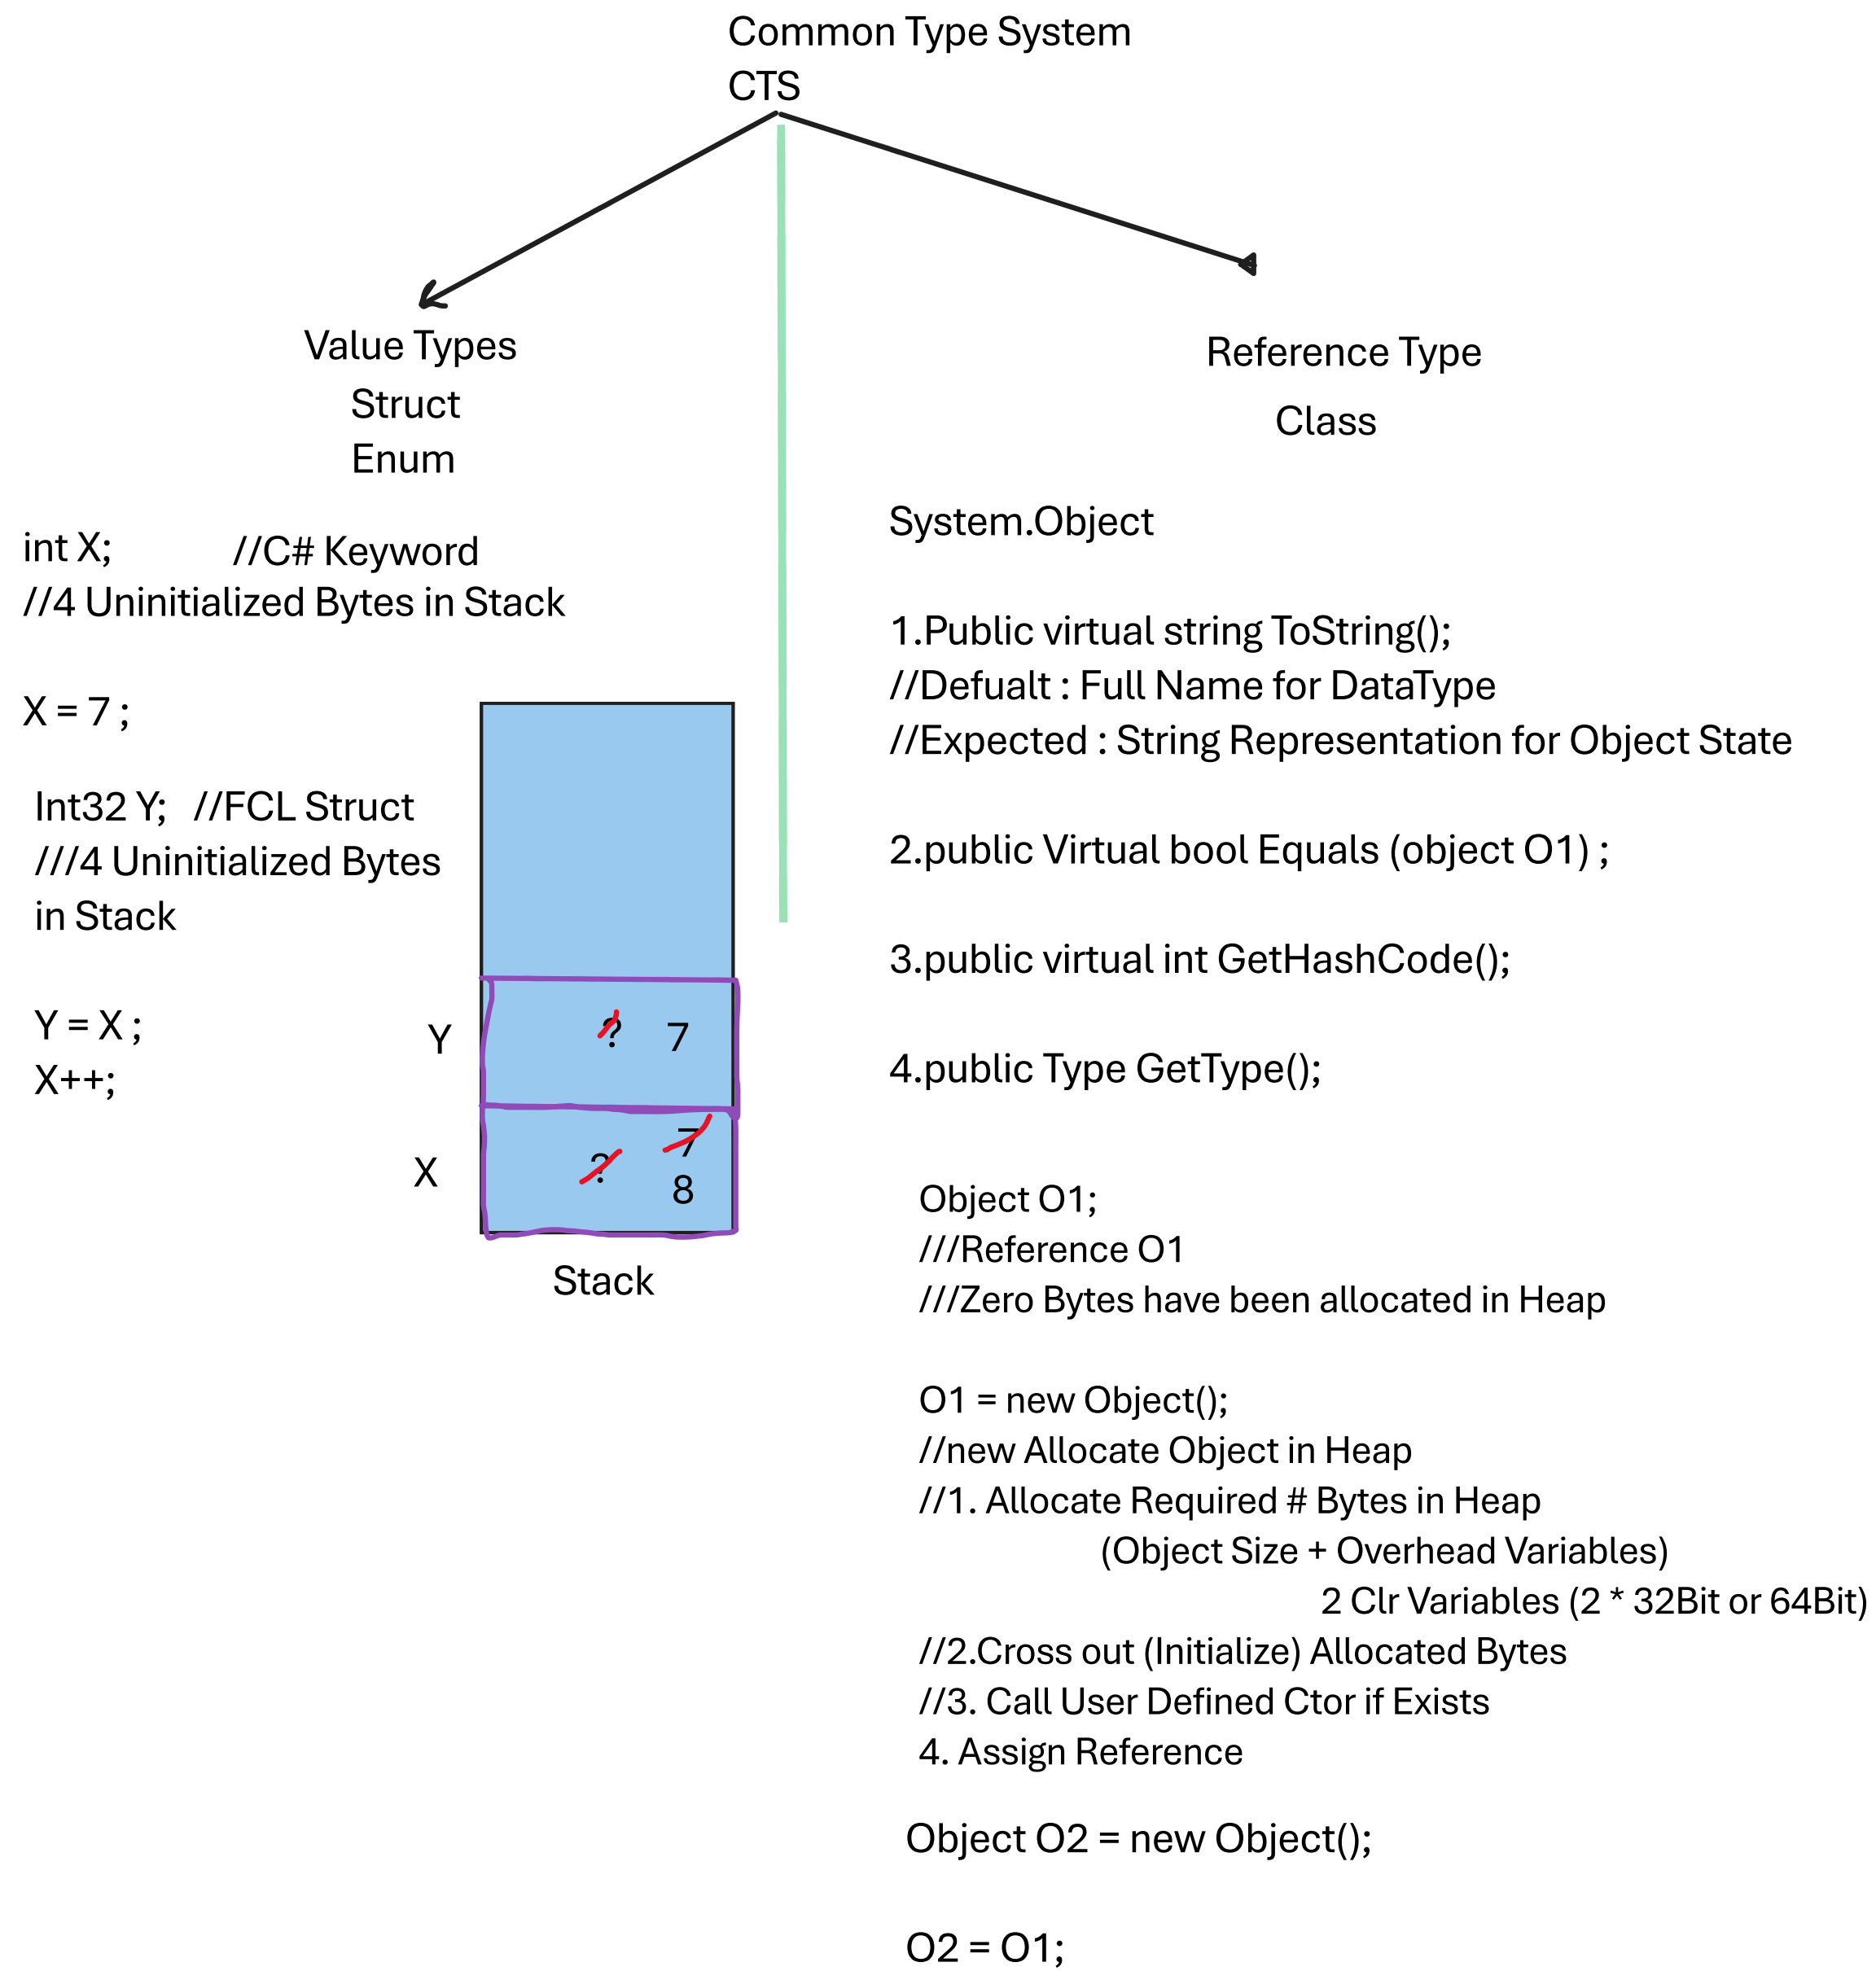 Common Type System
CTS
Value Types
Struct
Enum
int X; //C# Keyword
//4 Uninitialized Bytes in Stack
X = 7 ;
Int32 Y; //FCL Struct
///4 Uninitialized Bytes
in Stack
Y = X ;
X++;
Y ? 7
X ? 7
8
Stack
Reference Type
Class
System.Object
1.Public virtual string ToString();
//Defualt : Full Name for DataType
//Expected : String Representation for Object State
2.public Virtual bool Equals (object O1) ;
3.public virtual int GetHashCode();
4.public Type GetType();
Object O1;
///Reference O1
///Zero Bytes have been allocated in Heap
O1 = new Object();
//new Allocate Object in Heap
//1. Allocate Required # Bytes in Heap
(Object Size + Overhead Variables)
2 Clr Variables (2 * 32Bit or 64Bit)
//2.Cross out (Initialize) Allocated Bytes
//3. Call User Defined Ctor if Exists
4. Assign Reference
Object O2 = new Object();
O2 = O1;